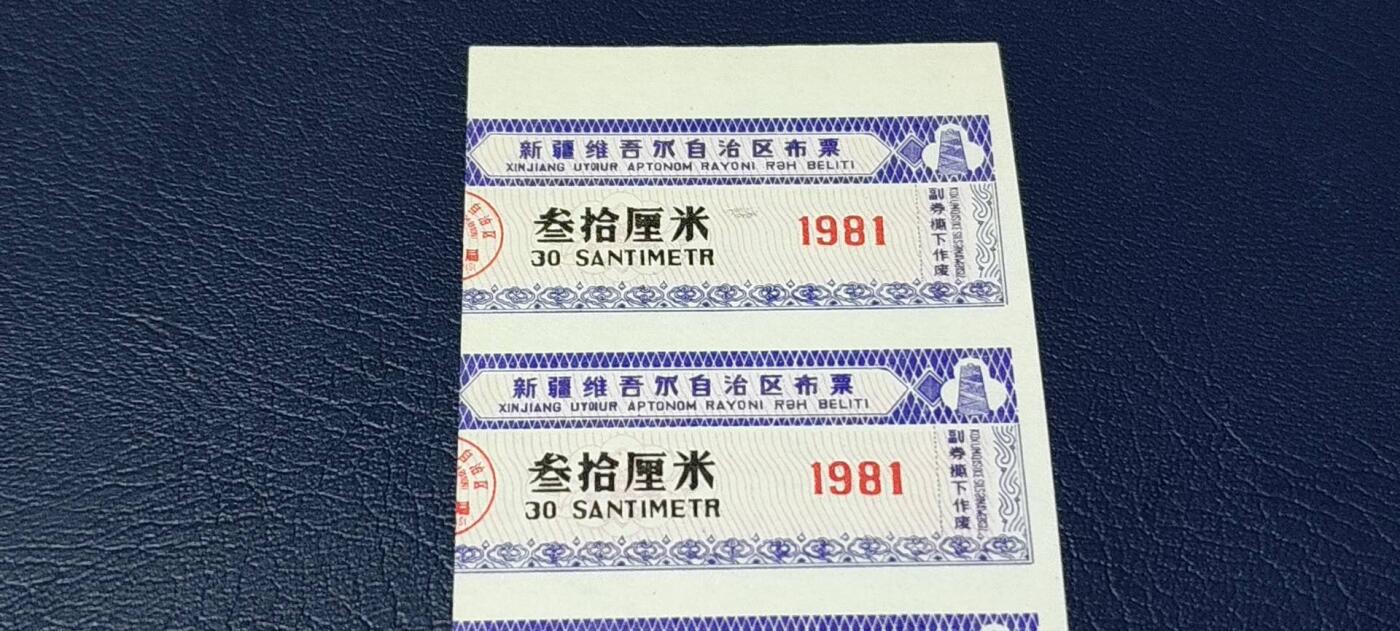 新疆维吾尔自治区布票
XINJIANG UYƢUR APTONOM RAYONI RƏH BELITI
叁拾厘米
30 SANTIMETR
1981
副券撕下作废
新疆维吾尔自治区布票
XINJIANG UYƢUR APTONOM RAYONI RƏH BELITI
叁拾厘米
30 SANTIMETR
1981
副券撕下作废